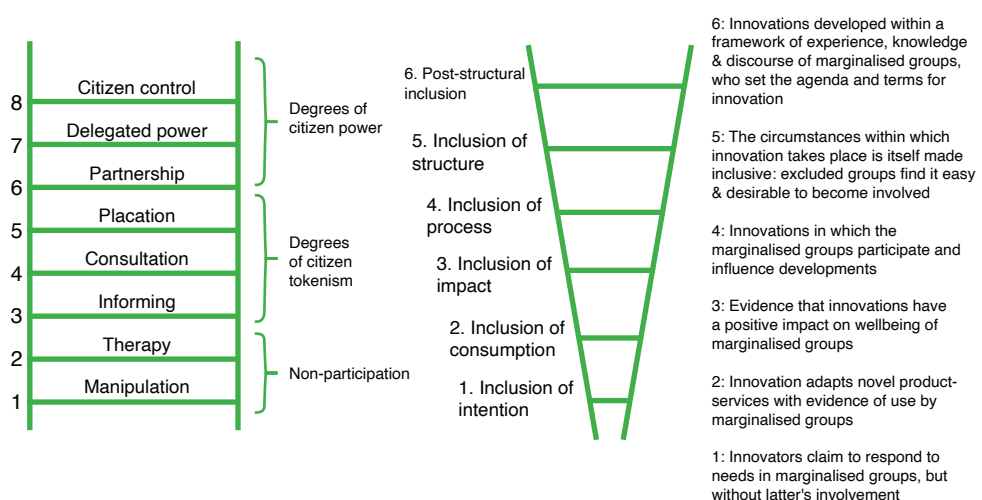 8
Citizen control
7
Delegated power
6
Partnership
5
Placation
4
Consultation
3
Informing
2
Therapy
1
Manipulation
Degrees of
citizen power
Degrees
of citizen
tokenism
Non-participation
6. Post-structural
inclusion
5. Inclusion of
structure
4. Inclusion of
process
3. Inclusion of
impact
2. Inclusion of
consumption
1. Inclusion of
intention
6: Innovations developed within a
framework of experience, knowledge
& discourse of marginalised groups,
who set the agenda and terms for
innovation
5: The circumstances within which
innovation takes place is itself made
inclusive: excluded groups find it easy
& desirable to become involved
4: Innovations in which the
marginalised groups participate and
influence developments
3: Evidence that innovations have
a positive impact on wellbeing of
marginalised groups
2: Innovation adapts novel product-
services with evidence of use by
marginalised groups
1: Innovators claim to respond to
needs in marginalised groups, but
without latter's involvement